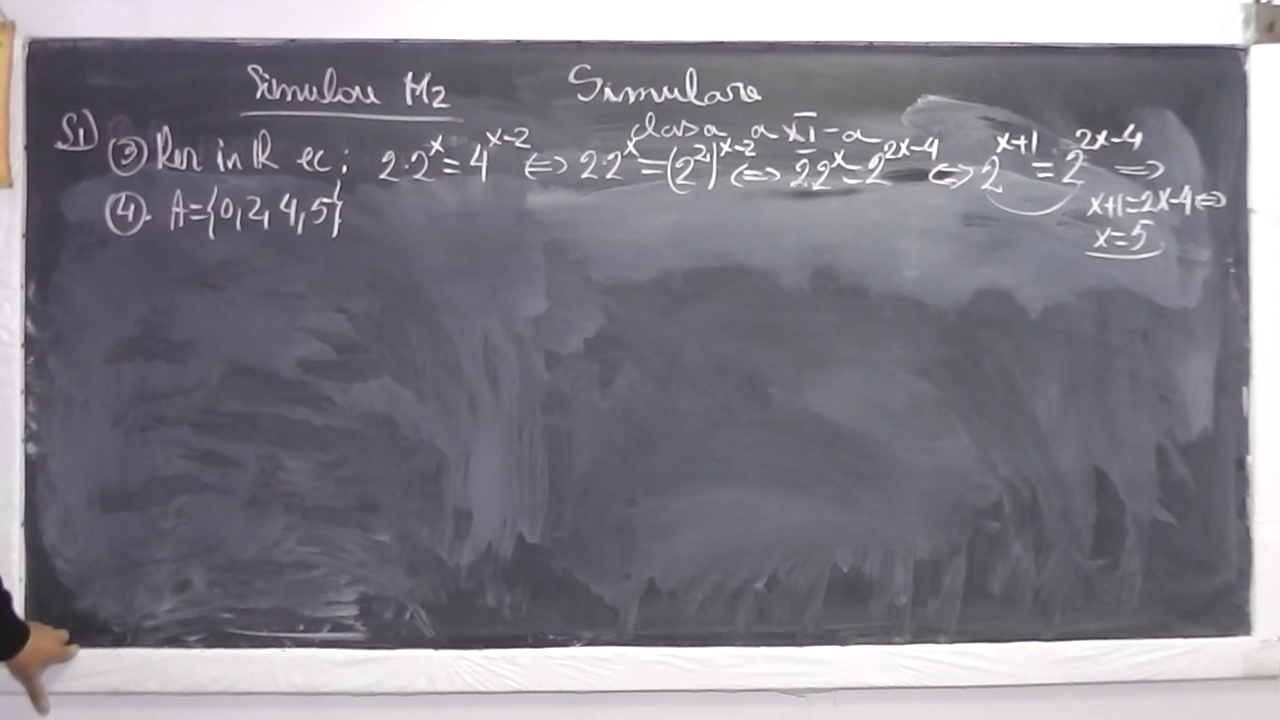 Simulare M2
Simulare
clasa a XI-a
S1) ③ Rez in R ec: 2·2^x = 4^{x-2} ⇔ 2·2^x = (2^2)^{x-2} ⇔ 2·2^x = 2^{2x-4} ⇔ 2^{x+1} = 2^{2x-4} ⇒
x+1=2x-4 ⇔
x=5
④. A={0,2,4,5}